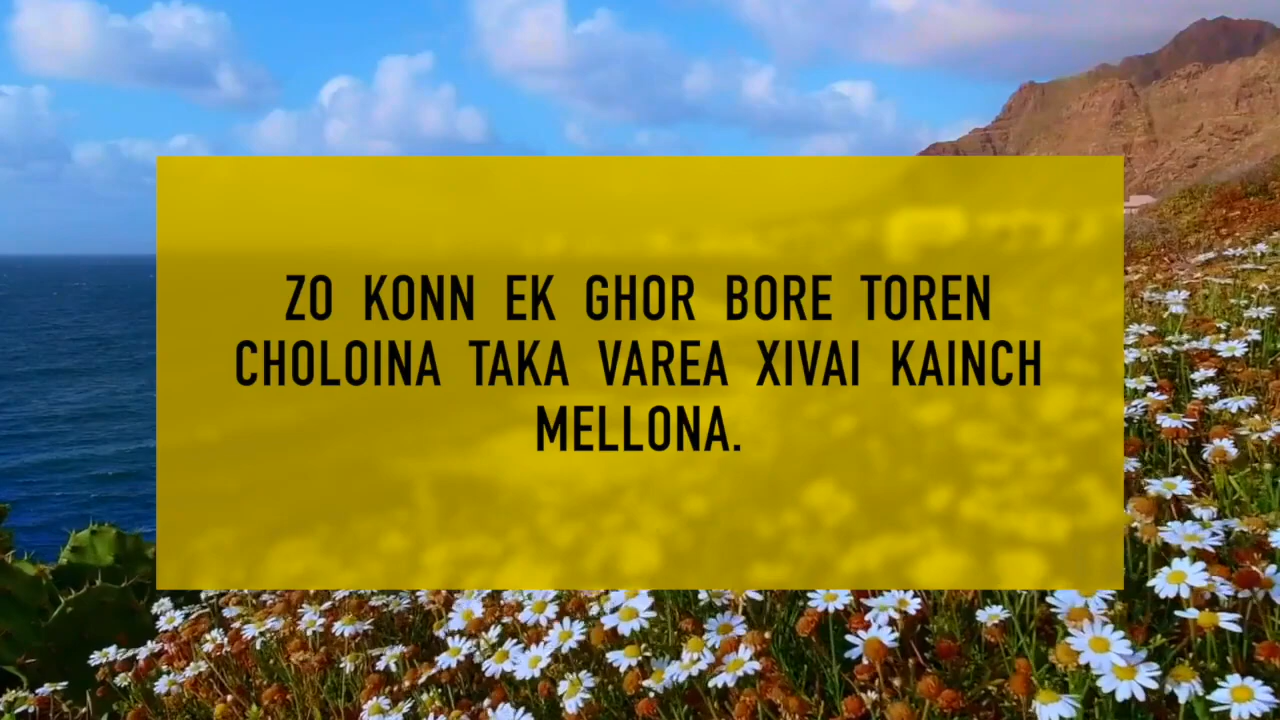 ZO KONN EK GHOR BORE TOREN
CHOLOINA TAKA VAREA XIVAI KAINCH
MELLONA.